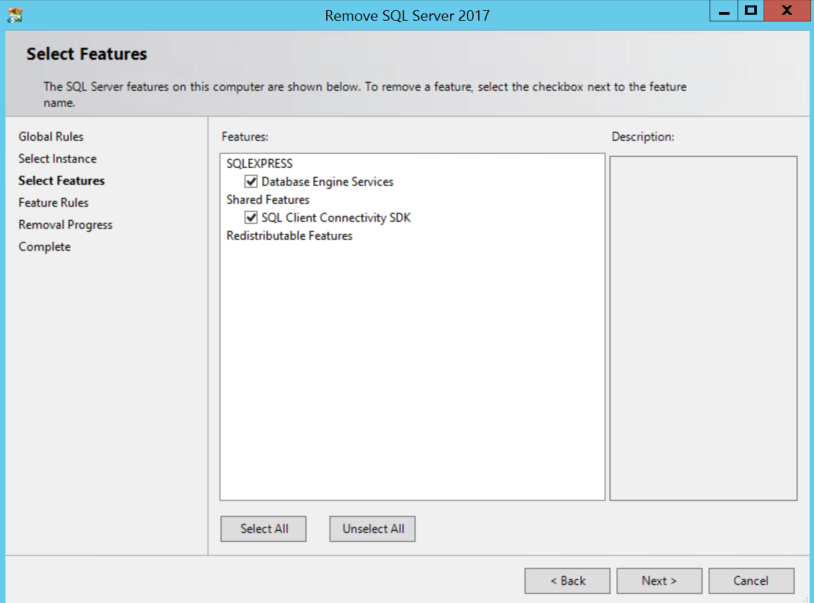 Remove SQL Server 2017
Select Features
The SQL Server features on this computer are shown below. To remove a feature, select the checkbox next to the feature
name.
Global Rules
Select Instance
Select Features
Feature Rules
Removal Progress
Complete
Features:
SQLEXPRESS
Database Engine Services
Shared Features
SQL Client Connectivity SDK
Redistributable Features
Description:
Select All
Unselect All
< Back
Next >
Cancel